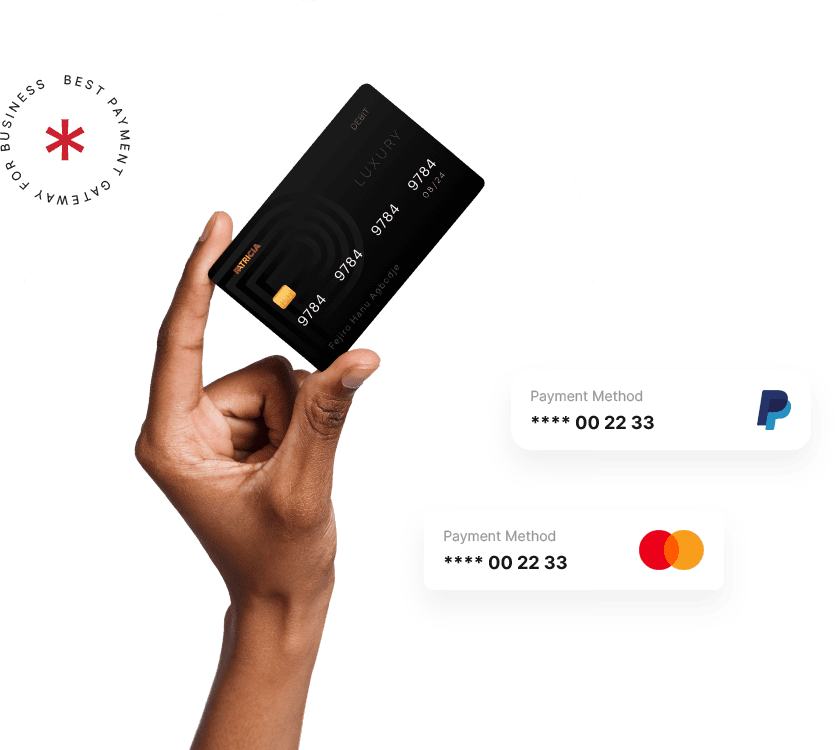 BEST PAYMENT GATEWAY FOR BUSINESS
DEBIT
LUXURY
9784 9784 9784 9784
08/24
PATRICIA
Fejiro Hanu Agbodje
Payment Method
**** 00 22 33
Payment Method
**** 00 22 33